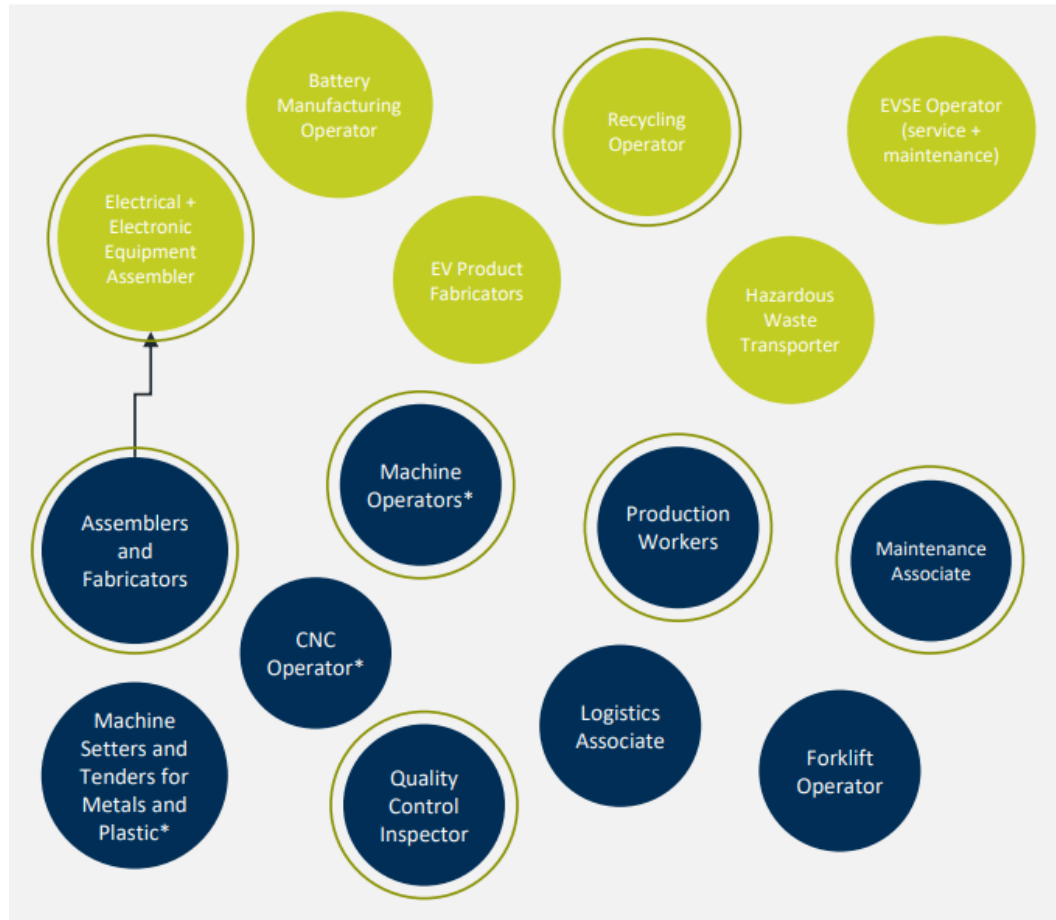 Battery
Manufacturing
Operator
Recycling
Operator
EVSE Operator
(service +
maintenance)
Electrical +
Electronic
Equipment
Assembler
EV Product
Fabricators
Hazardous
Waste
Transporter
Assemblers
and
Fabricators
Machine
Operators*
Production
Workers
Maintenance
Associate
CNC
Operator*
Machine
Setters and
Tenders for
Metals and
Plastic*
Quality
Control
Inspector
Logistics
Associate
Forklift
Operator